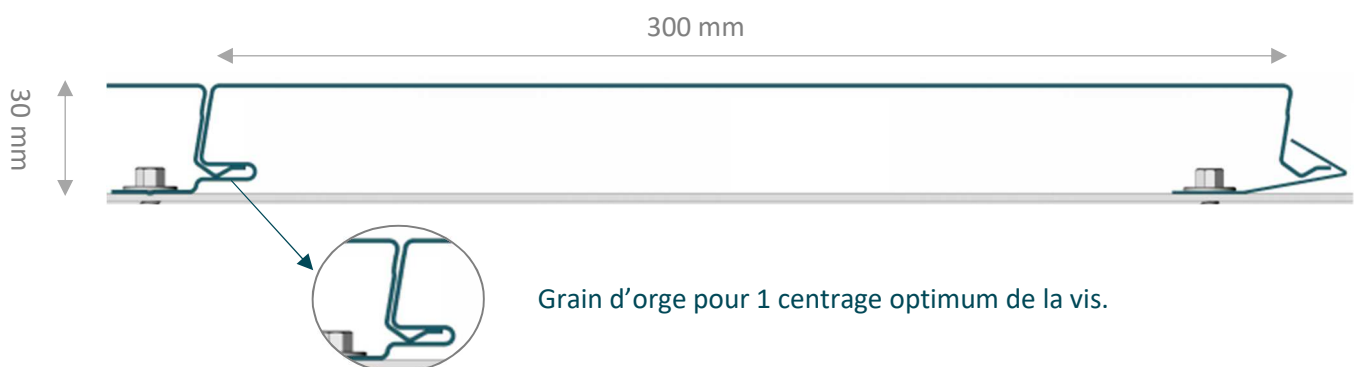 300 mm
30 mm
Grain d’orge pour 1 centrage optimum de la vis.